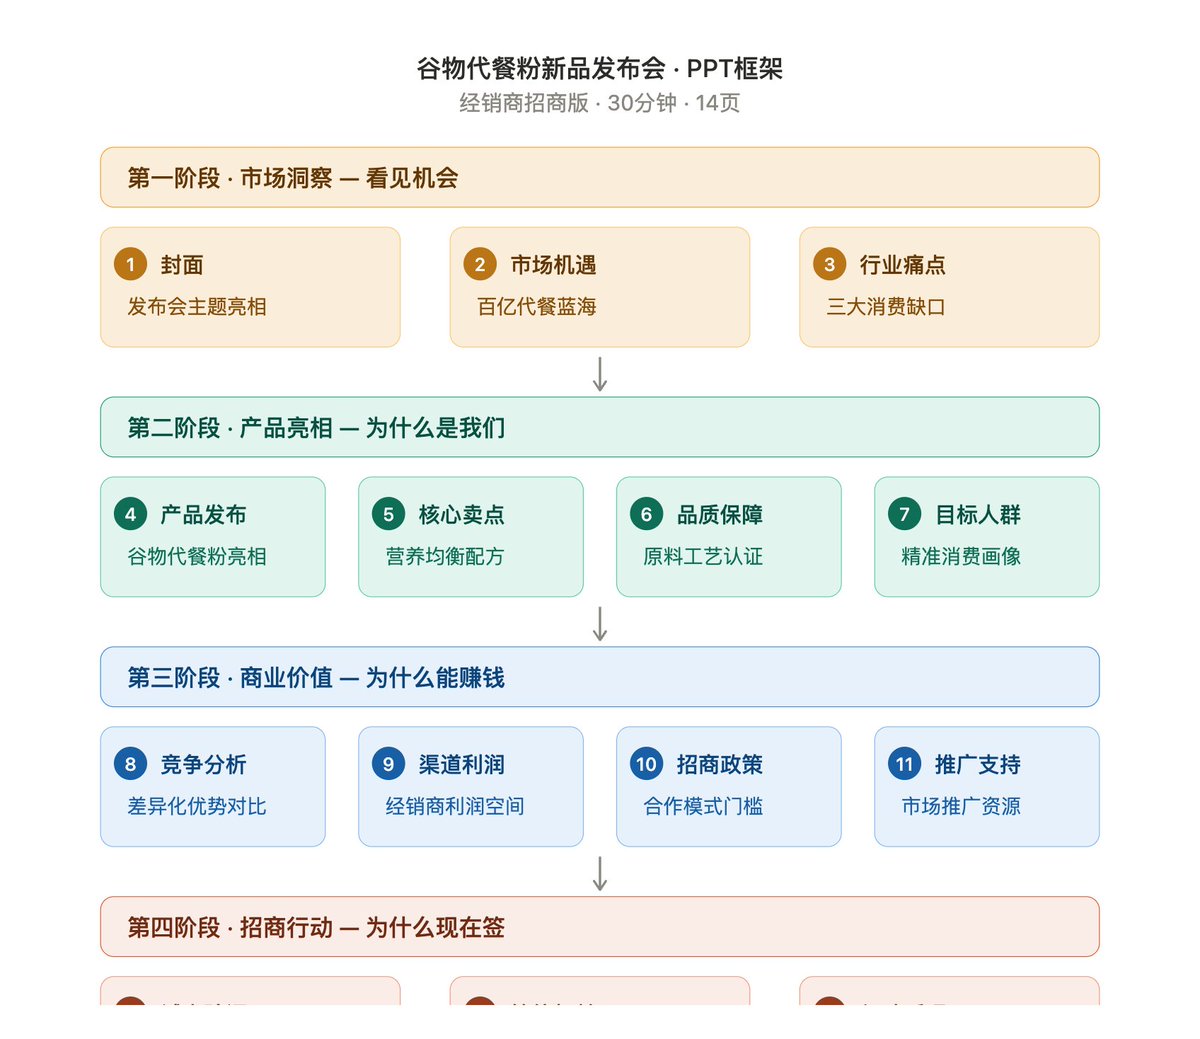 谷物代餐粉新品发布会 · PPT框架
经销商招商版 · 30分钟 · 14页
第一阶段 · 市场洞察 — 看见机会
1 封面
发布会主题亮相
2 市场机遇
百亿代餐蓝海
3 行业痛点
三大消费缺口
第二阶段 · 产品亮相 — 为什么是我们
4 产品发布
谷物代餐粉亮相
5 核心卖点
营养均衡配方
6 品质保障
原料工艺认证
7 目标人群
精准消费画像
第三阶段 · 商业价值 — 为什么能赚钱
8 竞争分析
差异化优势对比
9 渠道利润
经销商利润空间
10 招商政策
合作模式门槛
11 推广支持
市场推广资源
第四阶段 · 招商行动 — 为什么现在签